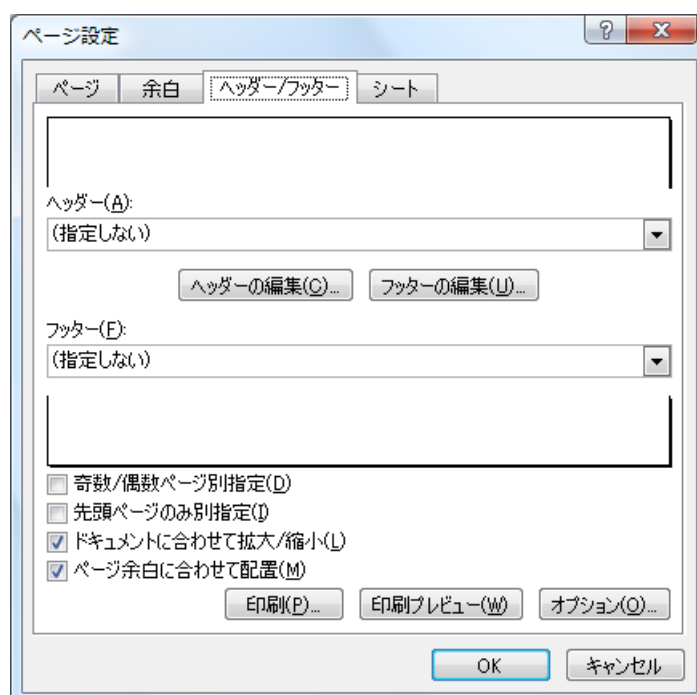 ページ設定
ページ 余白 ヘッダー/フッター シート
ヘッダー(A):
(指定しない)
ヘッダーの編集(C)... フッターの編集(U)...
フッター(F):
(指定しない)
奇数/偶数ページ別指定(D)
先頭ページのみ別指定(I)
ドキュメントに合わせて拡大/縮小(L)
ページ余白に合わせて配置(M)
印刷(P)... 印刷プレビュー(W) オプション(O)...
OK キャンセル